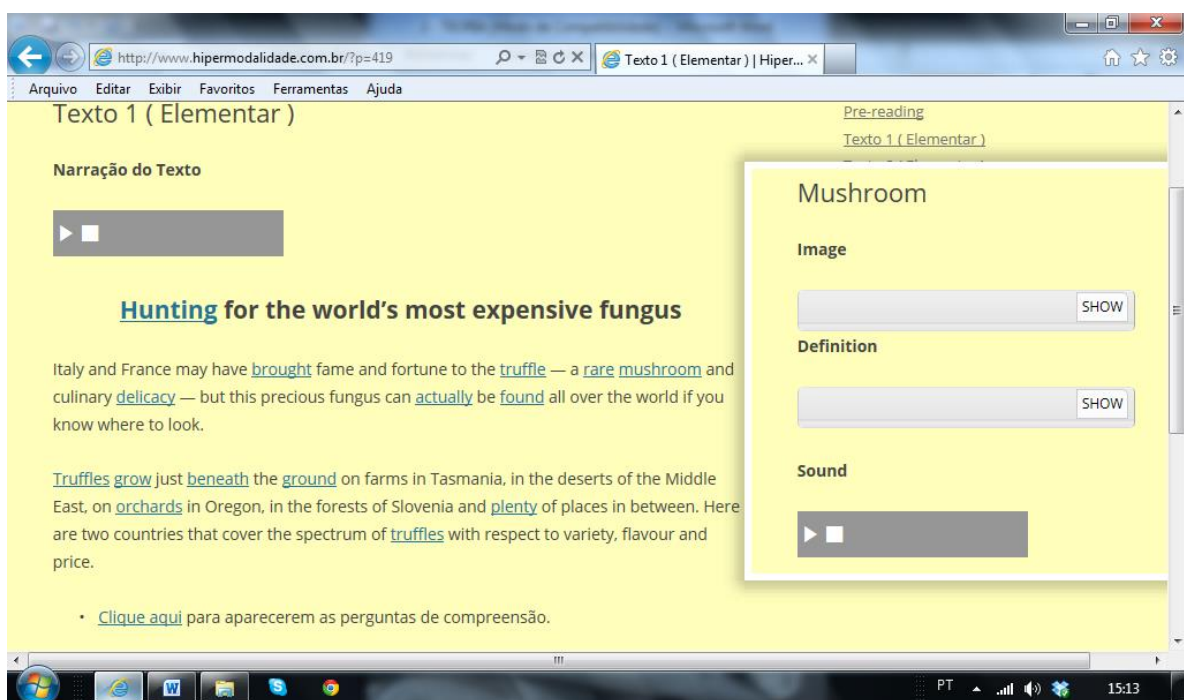 http://www.hipermodalidade.com.br/?p=419
Texto 1 ( Elementar ) | Hiper...
Arquivo Editar Exibir Favoritos Ferramentas Ajuda
Texto 1 ( Elementar )
Narração do Texto
Hunting for the world's most expensive fungus
Italy and France may have brought fame and fortune to the truffle — a rare mushroom and
culinary delicacy — but this precious fungus can actually be found all over the world if you
know where to look.
Truffles grow just beneath the ground on farms in Tasmania, in the deserts of the Middle
East, on orchards in Oregon, in the forests of Slovenia and plenty of places in between. Here
are two countries that cover the spectrum of truffles with respect to variety, flavour and
price.
• Clique aqui para aparecerem as perguntas de compreensão.
Pre-reading
Texto 1 ( Elementar )
Mushroom
Image
SHOW
Definition
SHOW
Sound
PT
15:13